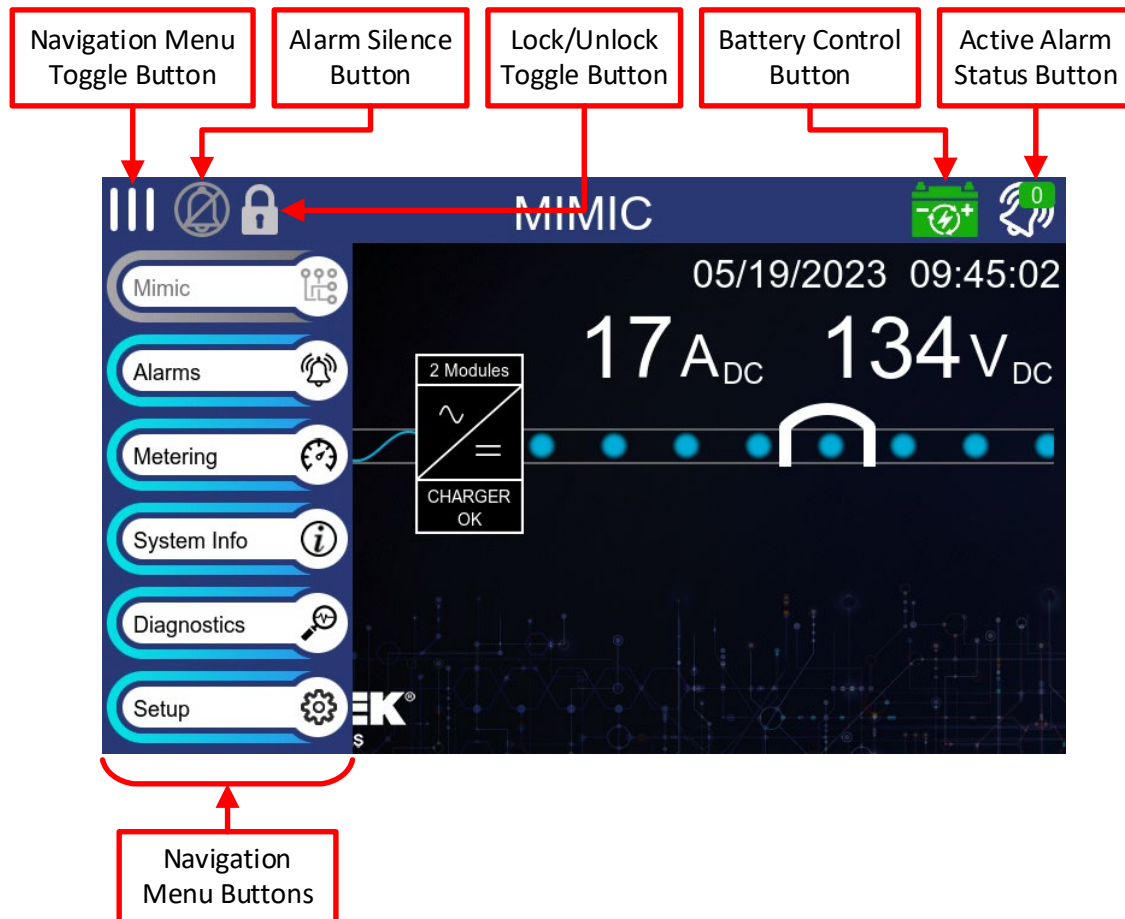 Navigation Menu
Toggle Button
Alarm Silence
Button
Lock/Unlock
Toggle Button
Battery Control
Button
Active Alarm
Status Button
MIMIC
0
05/19/2023 09:45:02
17 ADC 134 VDC
Mimic
Alarms
Metering
System Info
Diagnostics
Setup
2 Modules
CHARGER
OK
EK®
S
Navigation
Menu Buttons